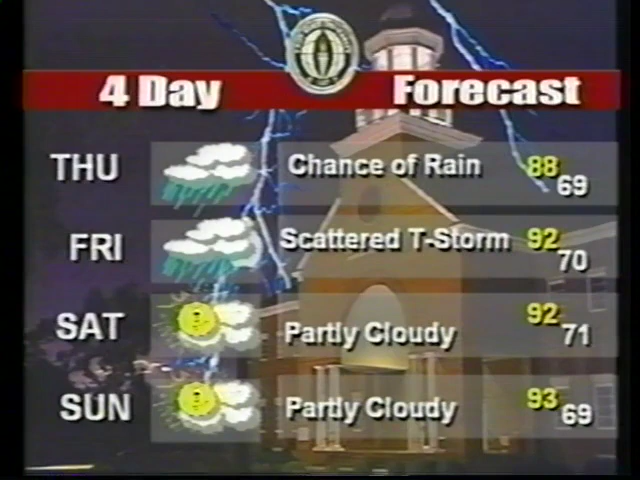 4 Day Forecast
THU Chance of Rain 88 69
FRI Scattered T-Storm 92 70
SAT Partly Cloudy 92 71
SUN Partly Cloudy 93 69